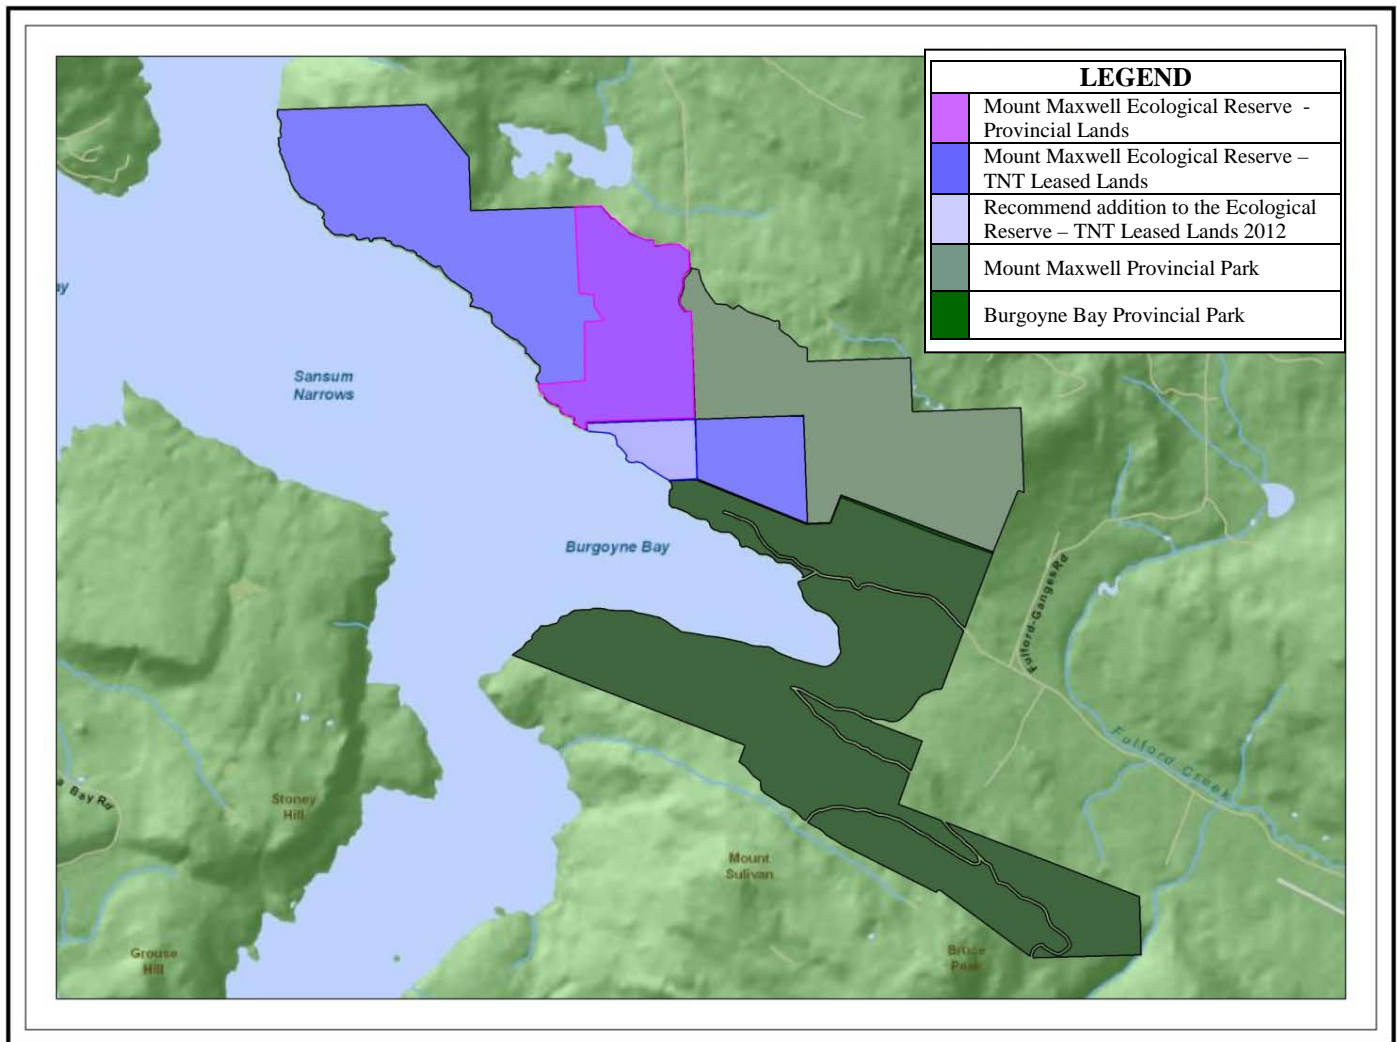 LEGEND
Mount Maxwell Ecological Reserve -
Provincial Lands
Mount Maxwell Ecological Reserve –
TNT Leased Lands
Recommend addition to the Ecological
Reserve – TNT Leased Lands 2012
Mount Maxwell Provincial Park
Burgoyne Bay Provincial Park
ay
Sansum
Narrows
Burgoyne Bay
Fulford-Ganges Rd
Fulford Creek
a Bay Rd
Stoney
Hill
Mount
Sulivan
Grouse
Hill
Bruce
Peak